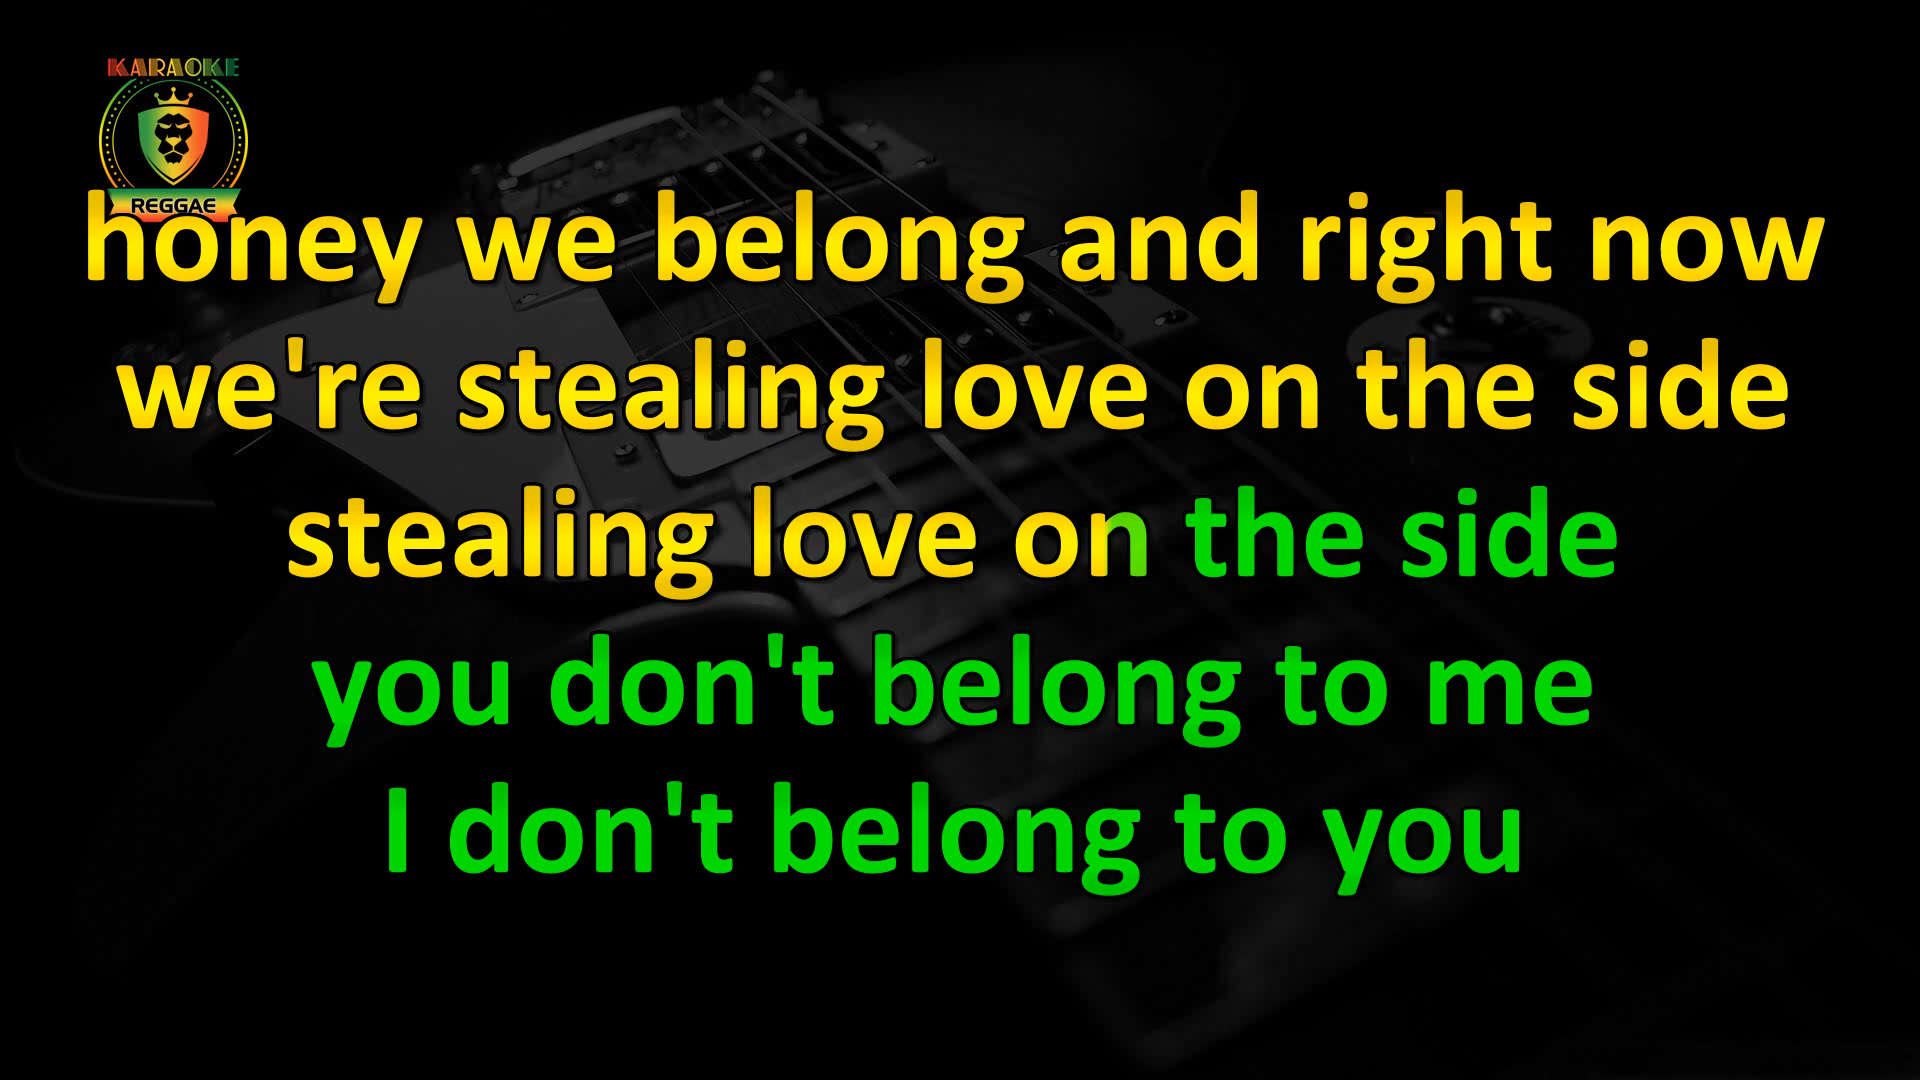 KARAOKE
REGGAE
honey we belong and right now
we're stealing love on the side
stealing love on the side
you don't belong to me
I don't belong to you